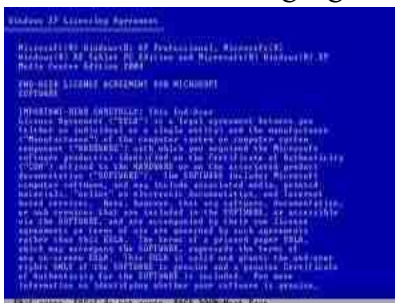 Windows XP Licensing Agreement
Microsoft(R) Windows(R) XP Professional, Microsoft(R)
Windows(R) XP Tablet PC Edition and Microsoft(R) Windows(R) XP
Media Center Edition 2004
END-USER LICENSE AGREEMENT FOR MICROSOFT
SOFTWARE
IMPORTANT-READ CAREFULLY: This End-User
License Agreement ("EULA") is a legal agreement between you
(either an individual or a single entity) and the manufacturer
("Manufacturer") of the computer system or computer system
component ("HARDWARE") with which you acquired the Microsoft
software product(s) identified on the Certificate of Authenticity
("COA") affixed to the HARDWARE or on the associated product
documentation ("SOFTWARE"). The SOFTWARE includes Microsoft
computer software, and may include associated media, printed
materials, "online" or electronic documentation, and Internet
based services. Note, however, that any software, documentation,
or web services that are included in the SOFTWARE, or accessible
via the SOFTWARE, and are accompanied by their own license
agreements or terms of use are governed by such agreements
rather than this EULA. The terms of a printed paper EULA,
which may accompany the SOFTWARE, supersede the terms of
any on-screen EULA. This EULA is valid and grants the end-user
rights ONLY if the SOFTWARE is genuine and a genuine Certificate
of Authenticity for the SOFTWARE is included. For more
information on identifying whether your software is genuine,